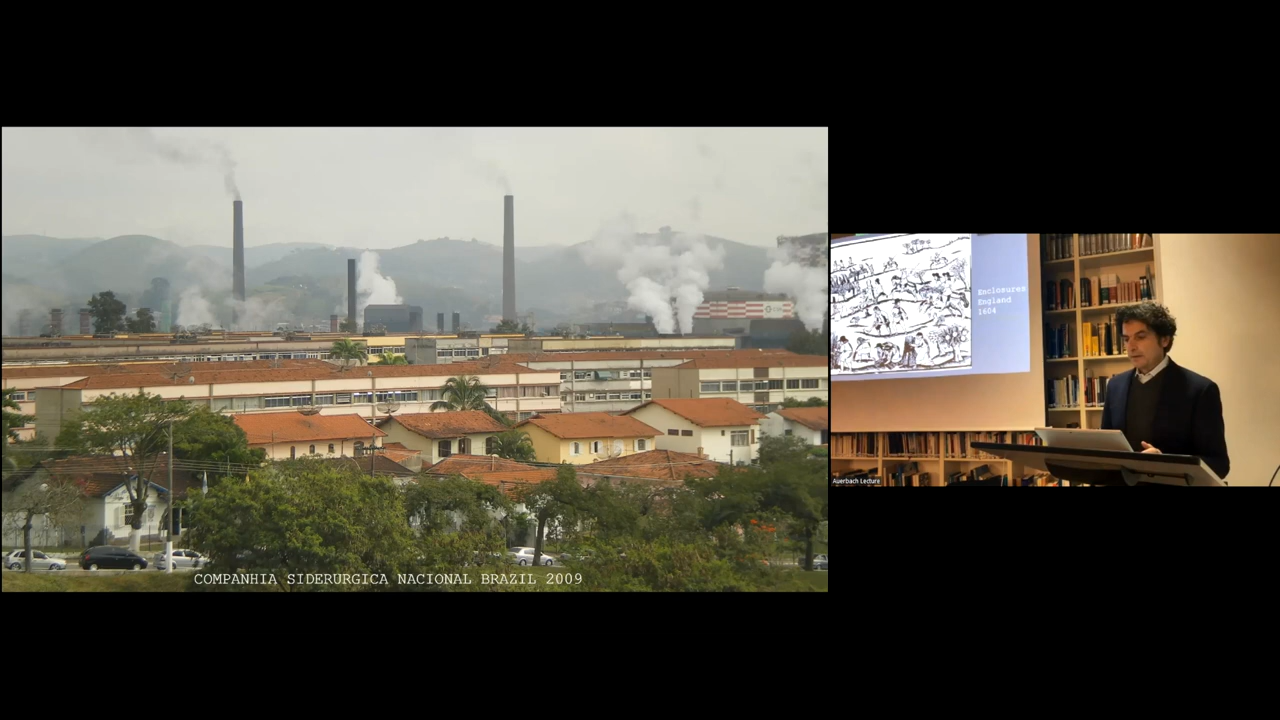 COMPANHIA SIDERURGICA NACIONAL BRAZIL 2009
Enclosures
England
1604
Auerbach Lecture